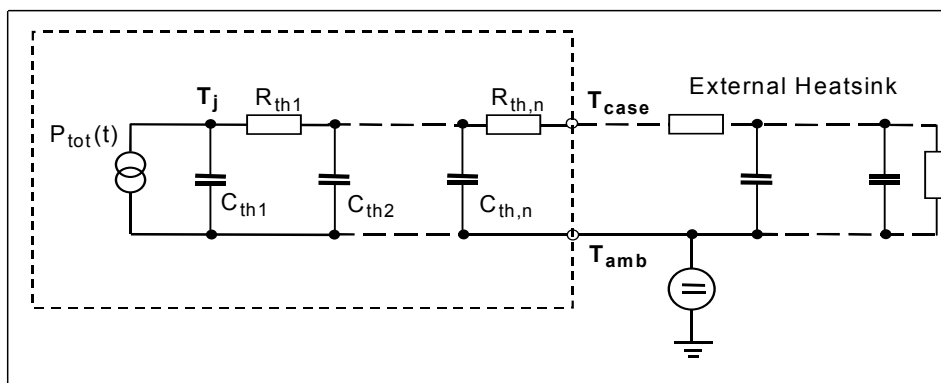 External Heatsink
T_j R_th1 R_th,n T_case
P_tot(t)
C_th1 C_th2 C_th,n
T_amb